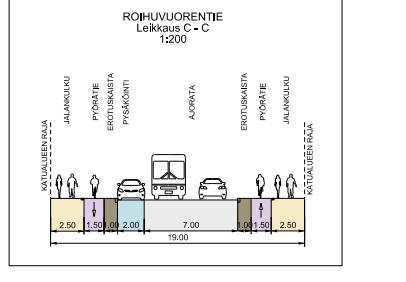 ROIHUVUORENTIE
Leikkaus C - C
1:200
KATUALUEEN RAJA
JALANKULKU
PYÖRÄTIE
EROTUSKAISTA
PYSÄKÖINTI
AJORATA
EROTUSKAISTA
PYÖRÄTIE
JALANKULKU
KATUALUEEN RAJA
2.50 1.50 1.00 2.00 7.00 1.00 1.50 2.50
19.00